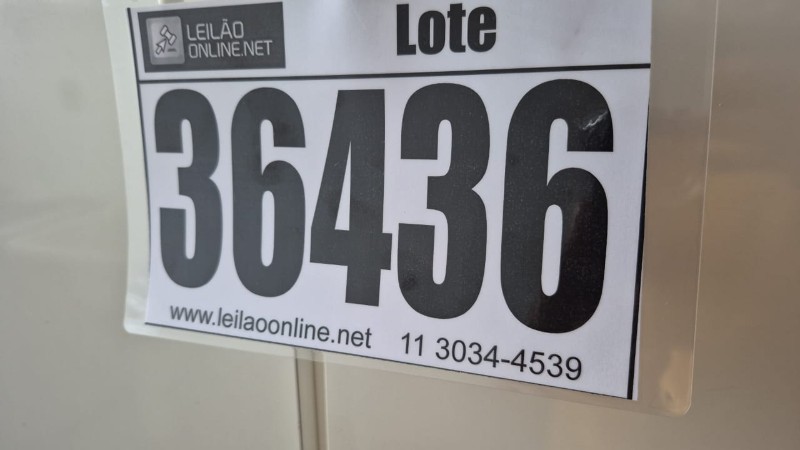 LEILÃO
ONLINE.NET
Lote
36436
www.leilaoonline.net 11 3034-4539